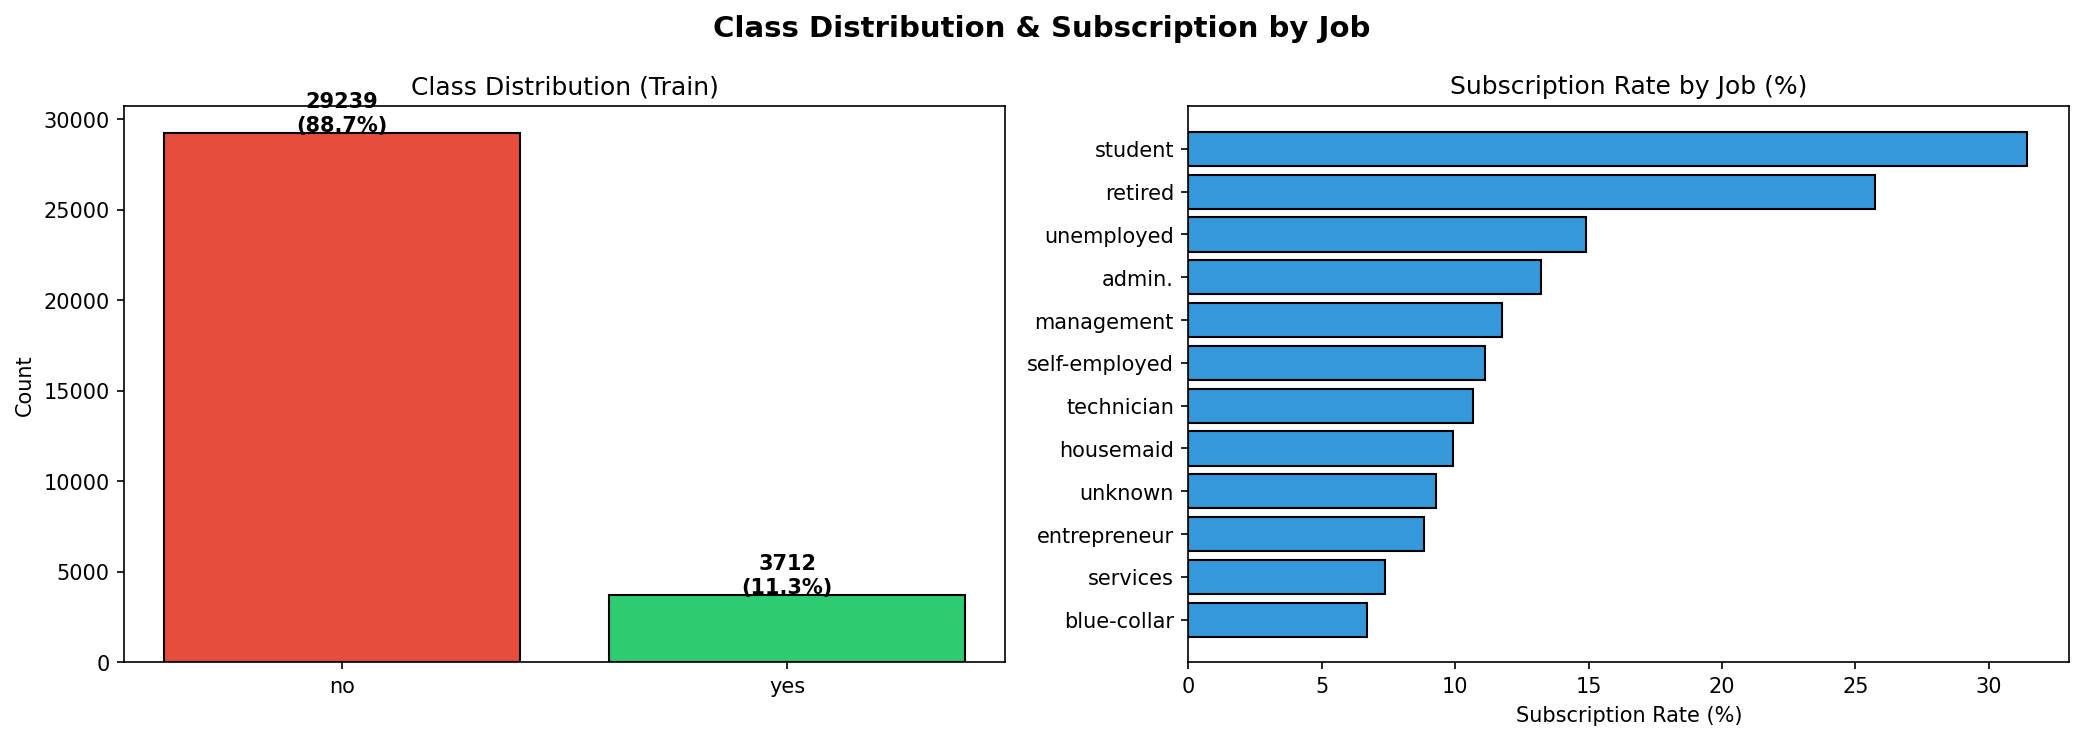 Class Distribution & Subscription by Job
Class Distribution (Train)
29239
(88.7%)
3712
(11.3%)
30000
25000
20000
15000
10000
5000
0
Count
no
yes
Subscription Rate by Job (%)
student
retired
unemployed
admin.
management
self-employed
technician
housemaid
unknown
entrepreneur
services
blue-collar
0
5
10
15
20
25
30
Subscription Rate (%)